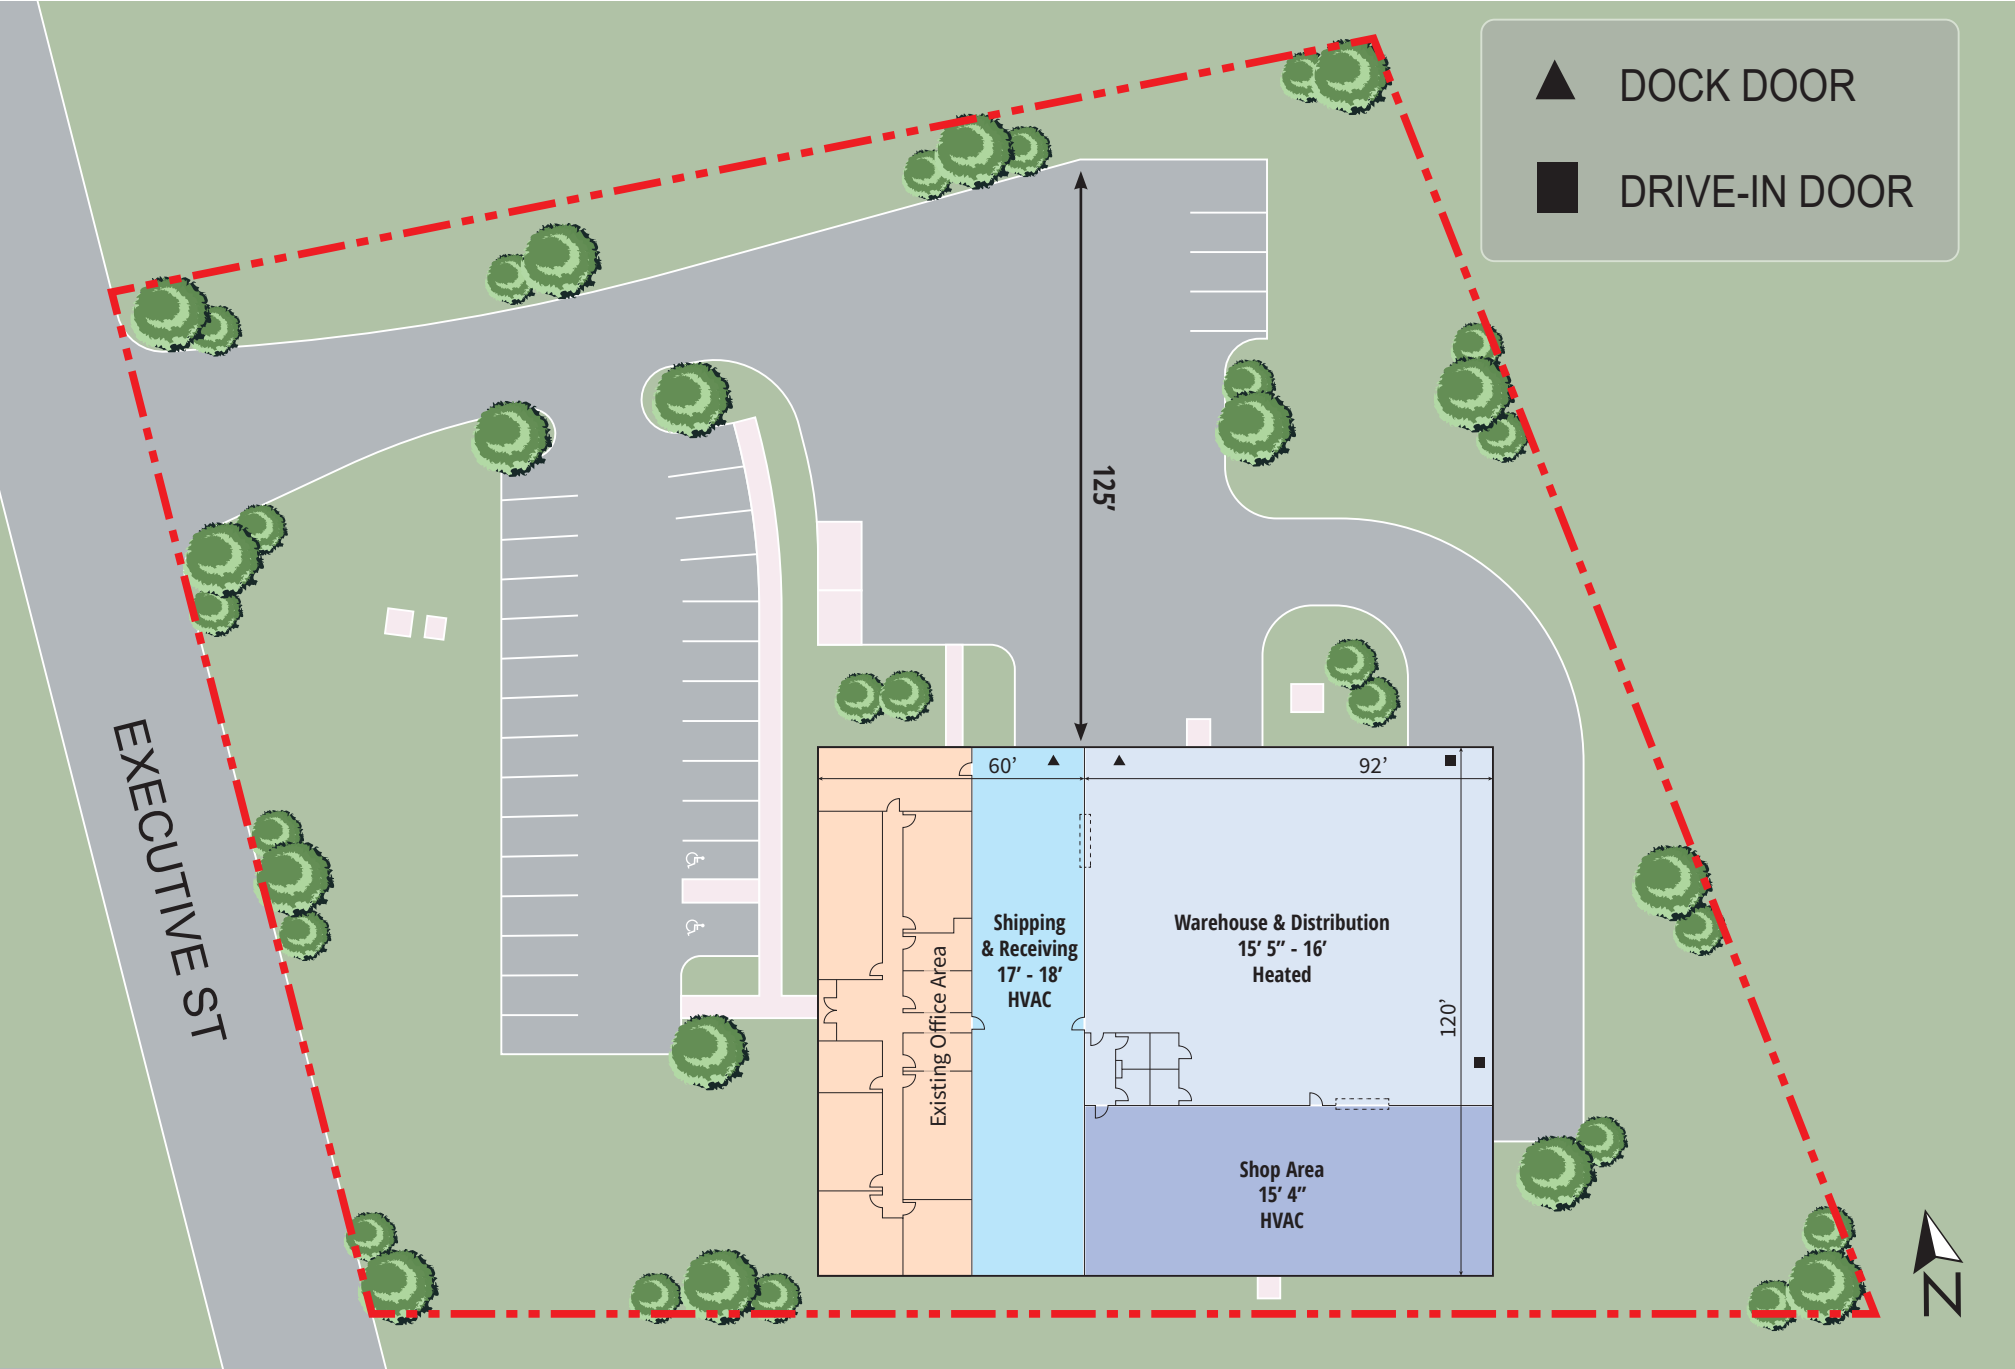 DOCK DOOR
DRIVE-IN DOOR
125’
EXECUTIVE ST
60’
92’
Shipping
& Receiving
17’ - 18’
HVAC
Warehouse & Distribution
15’ 5” - 16’
Heated
Existing Office Area
120’
Shop Area
15’ 4”
HVAC
N